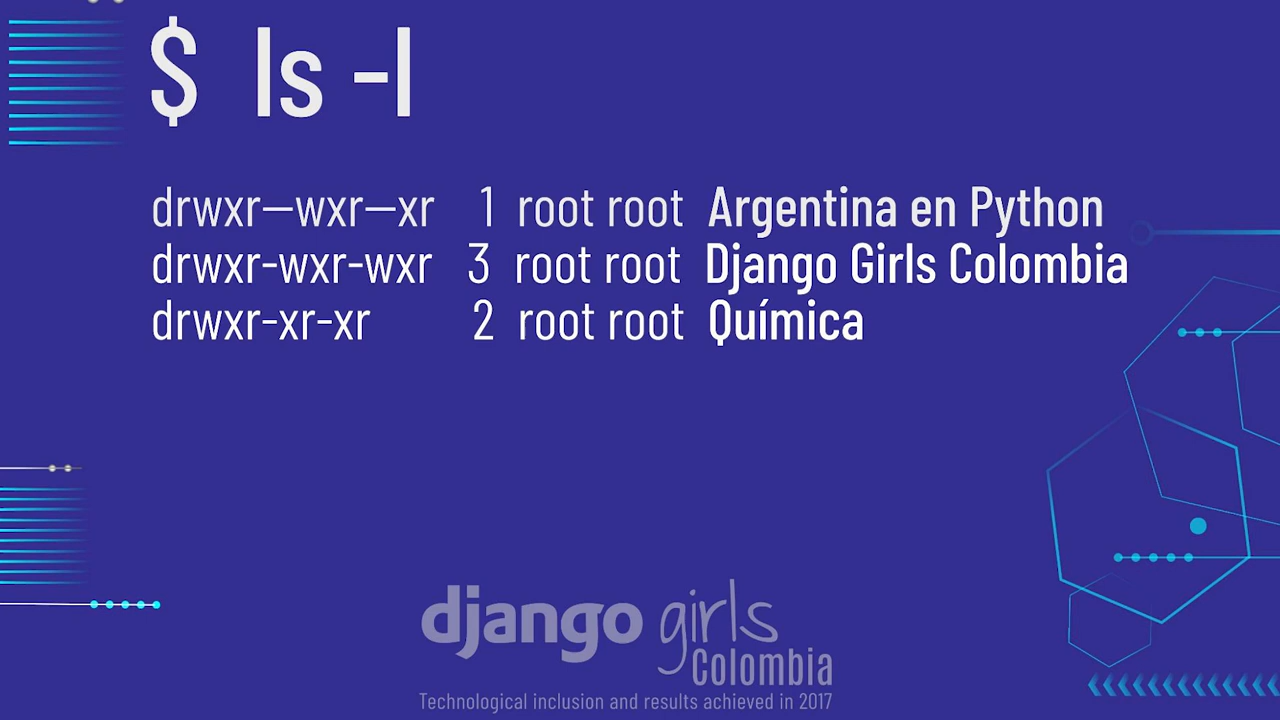 $ ls -l
drwxr—wxr—xr 1 root root Argentina en Python
drwxr-wxr-wxr 3 root root Django Girls Colombia
drwxr-xr-xr 2 root root Química
django girls
Colombia
Technological inclusion and results achieved in 2017